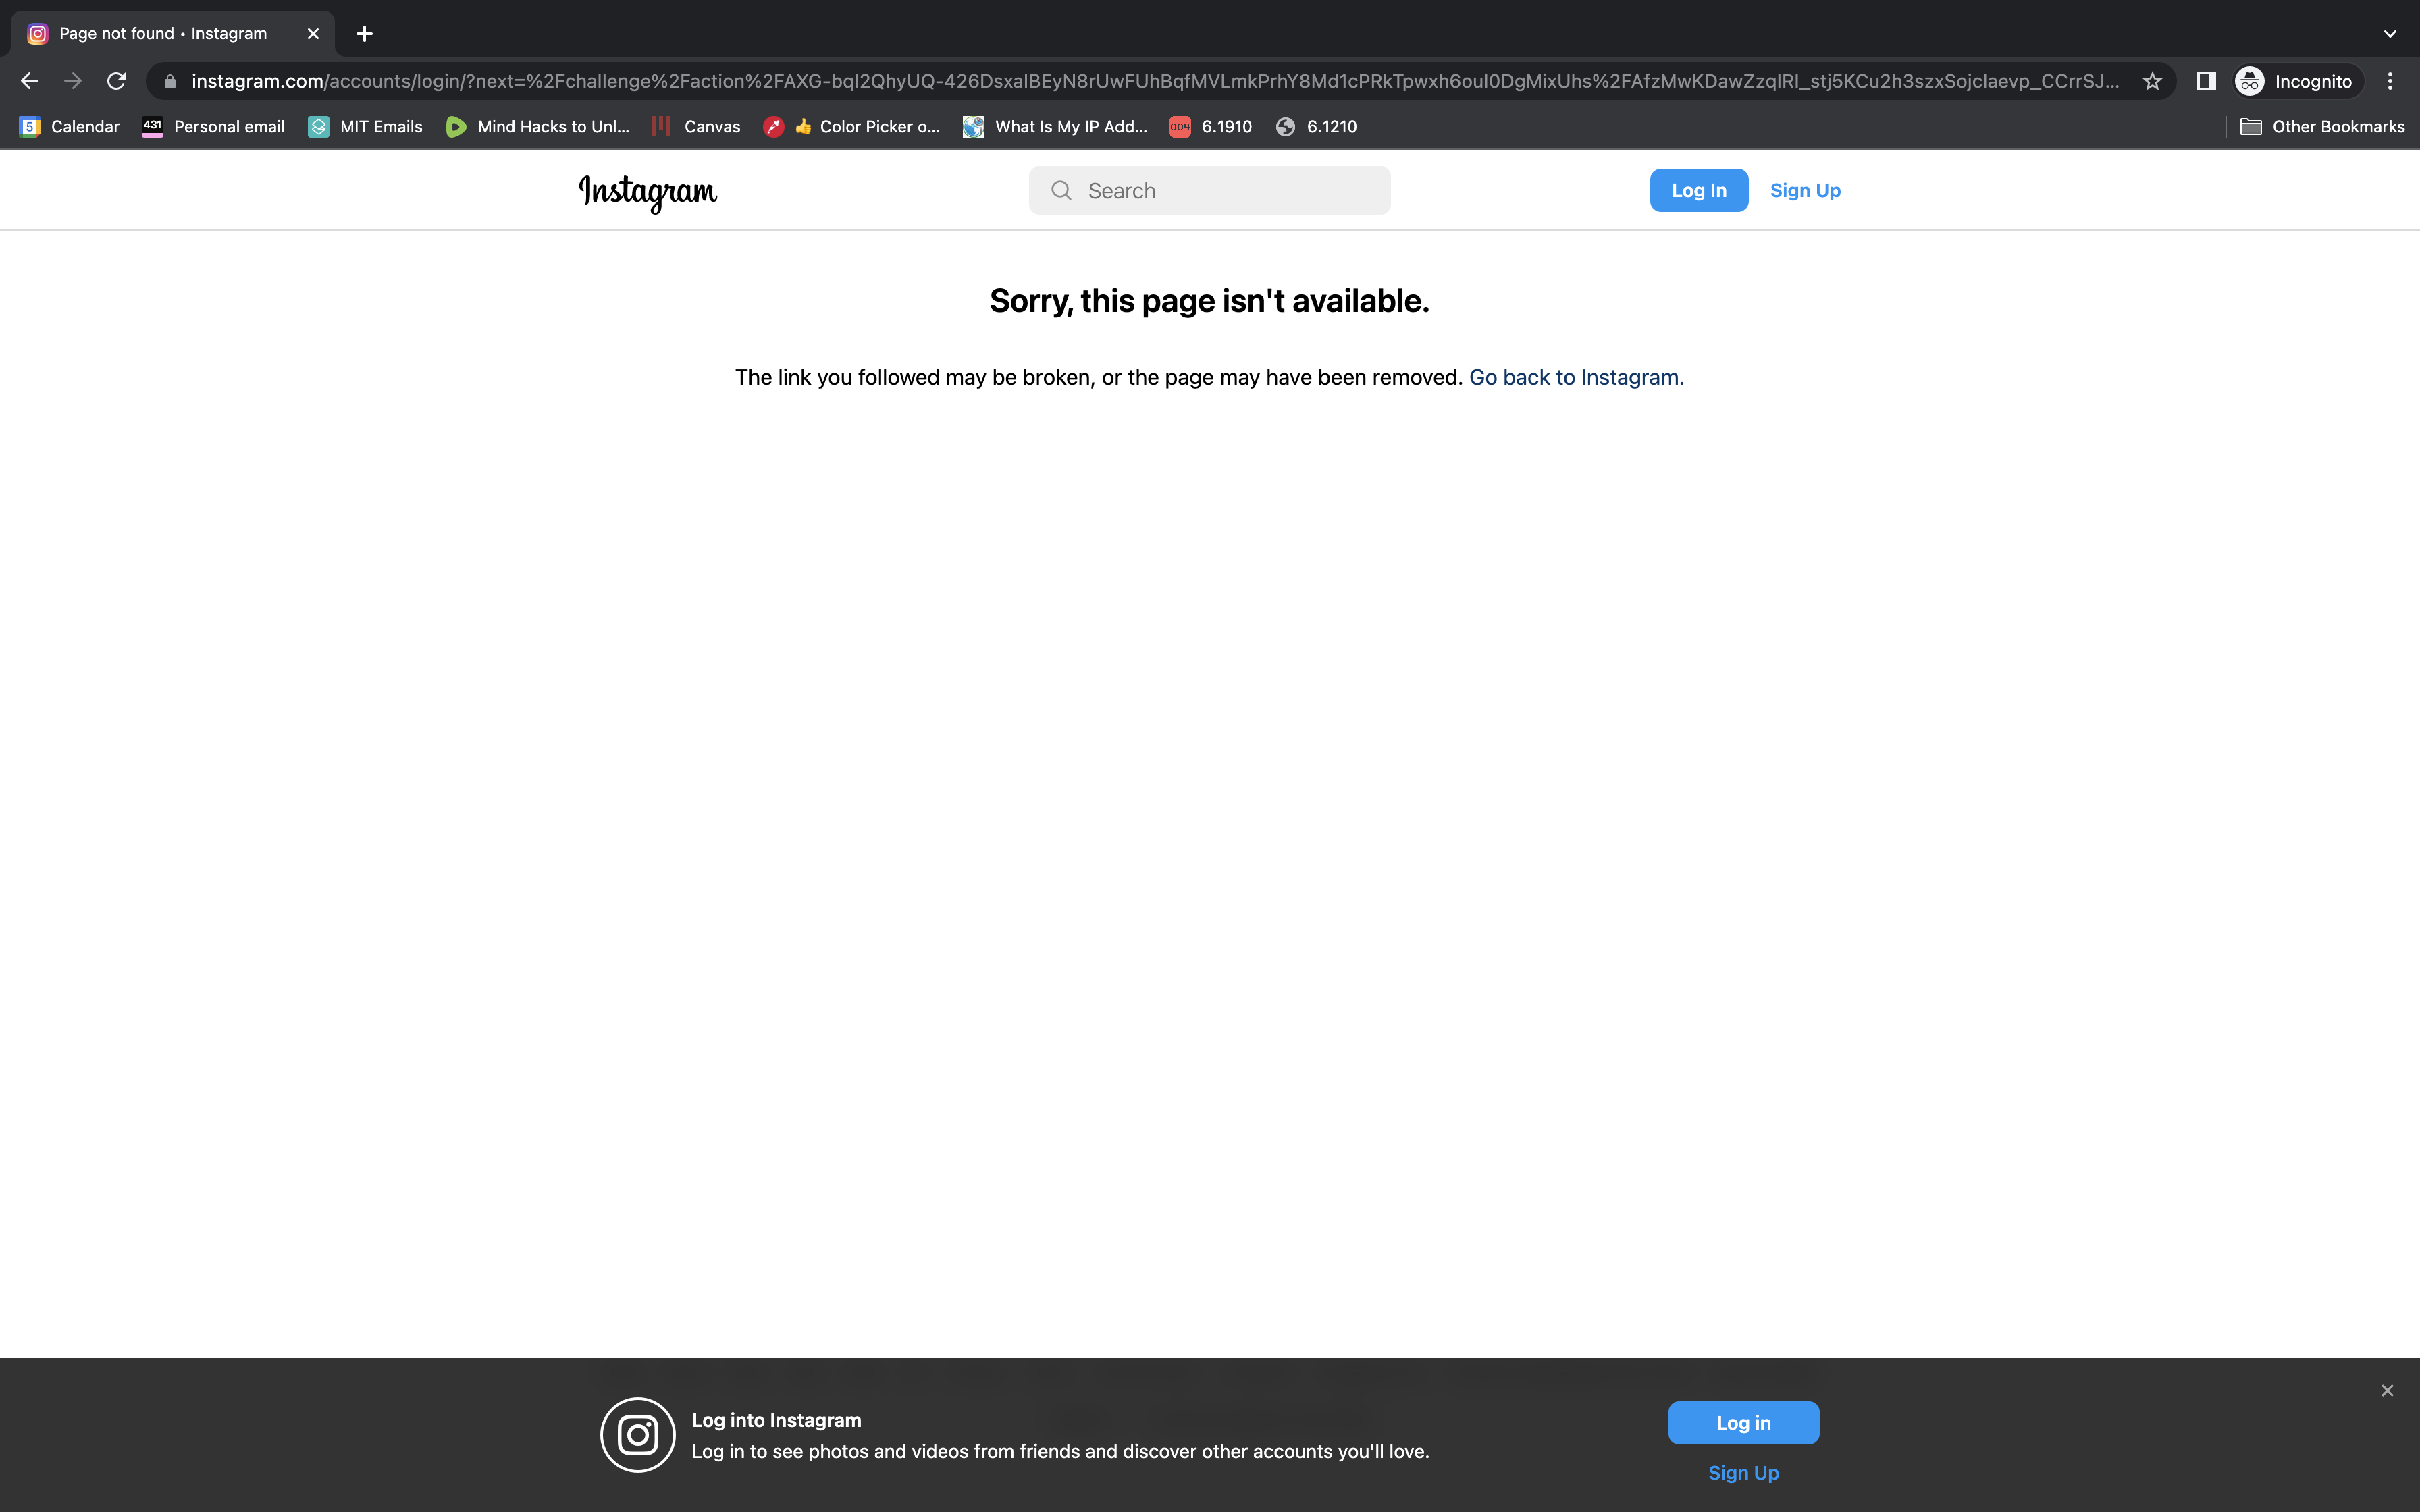 Page not found • Instagram
instagram.com/accounts/login/?next=%2Fchallenge%2Faction%2FAXG-bqI2QhyUQ-426DsxaIBEyN8rUwFUhBqfMVLmkPrhY8Md1cPRkTpwxh6ouI0DgMixUhs%2FAfzMwKDawZzqIRI_stj5KCu2h3szxSojclaevp_CCrrSJ...
Incognito
5 Calendar
431 Personal email
MIT Emails
Mind Hacks to Unl...
Canvas
👍 Color Picker o...
What Is My IP Add...
004 6.1910
6.1210
Other Bookmarks
Instagram
Search
Log In
Sign Up
Sorry, this page isn't available.
The link you followed may be broken, or the page may have been removed. Go back to Instagram.
Log into Instagram
Log in to see photos and videos from friends and discover other accounts you'll love.
Log in
Sign Up